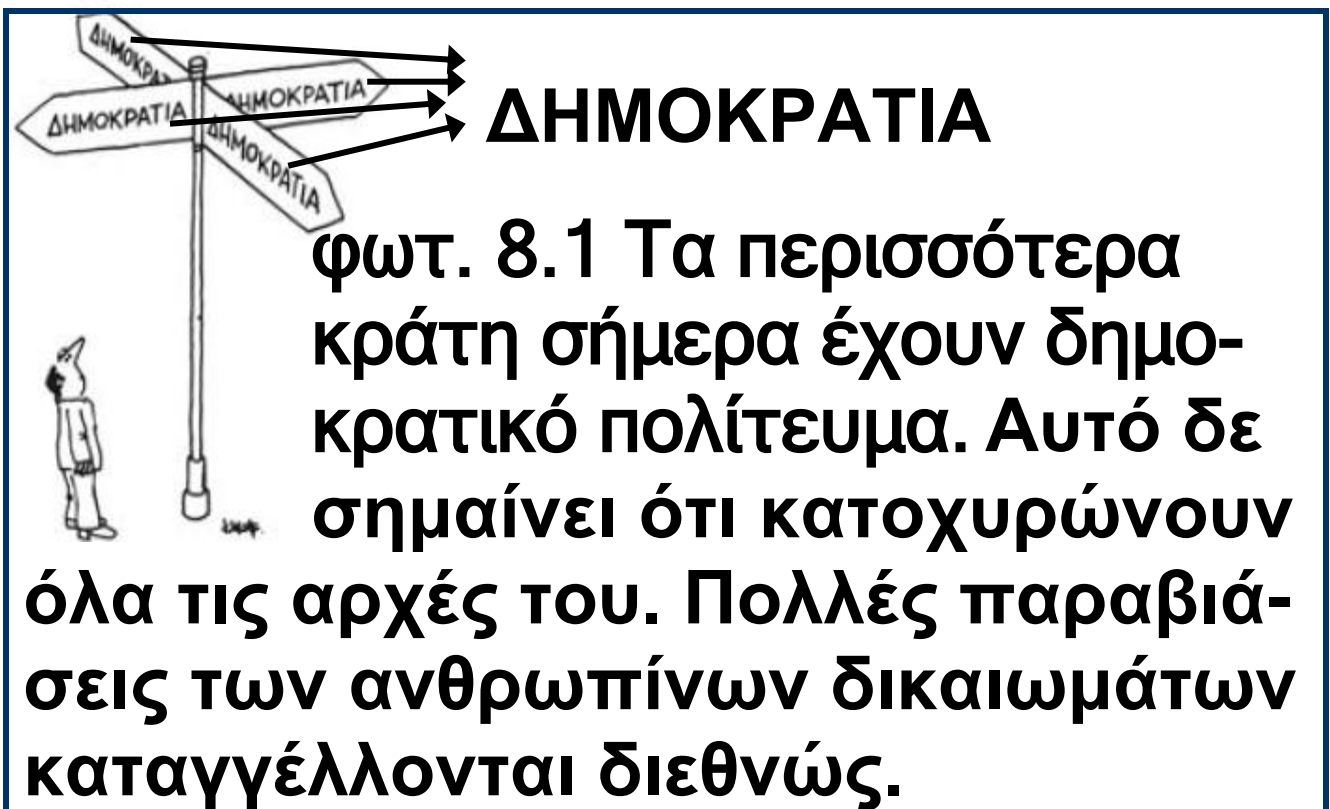 ΔΗΜΟΚΡΑΤΙΑ
ΔΗΜΟΚΡΑΤΙΑ
ΔΗΜΟΚΡΑΤΙΑ
ΔΗΜΟΚΡΑΤΙΑ
φωτ. 8.1 Τα περισσότερα
κράτη σήμερα έχουν δημο-
κρατικό πολίτευμα. Αυτό δε
σημαίνει ότι κατοχυρώνουν
όλα τις αρχές του. Πολλές παραβιά-
σεις των ανθρωπίνων δικαιωμάτων
καταγγέλλονται διεθνώς.